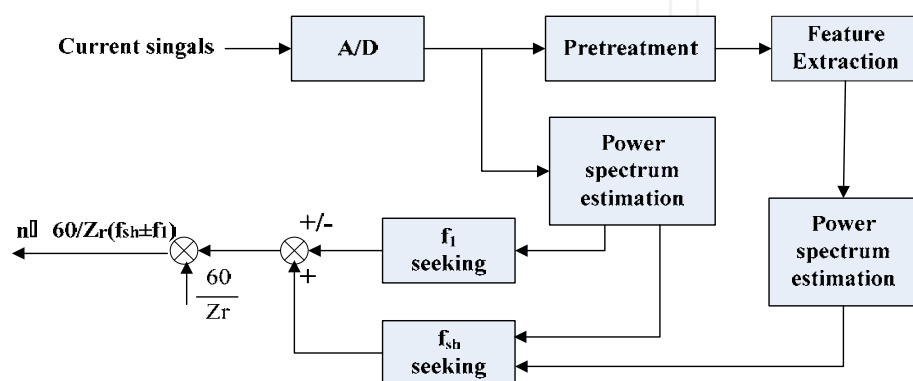 Current singals
A/D
Pretreatment
Feature
Extraction
Power
spectrum
estimation
Power
spectrum
estimation
+/-
f1
seeking
+
n▯ 60/Zr(fsh±f1)
60
Zr
fsh
seeking